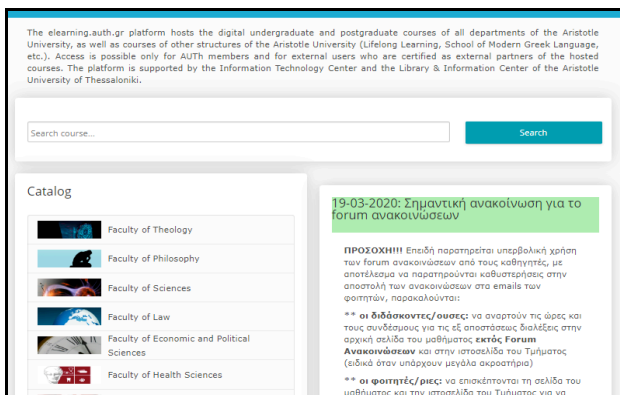 The elearning.auth.gr platform hosts the digital undergraduate and postgraduate courses of all departments of the Aristotle
University, as well as courses of other structures of the Aristotle University (Lifelong Learning, School of Modern Greek Language,
etc.). Access is possible only for AUTh members and for external users who are certified as external partners of the hosted
courses. The platform is supported by the Information Technology Center and the Library & Information Center of the Aristotle
University of Thessaloniki.
Search course...
Search
Catalog
Faculty of Theology
Faculty of Philosophy
Faculty of Sciences
Faculty of Law
Faculty of Economic and Political
Sciences
Faculty of Health Sciences
19-03-2020: Σημαντική ανακοίνωση για το
forum ανακοινώσεων
ΠΡΟΣΟΧΗ!!! Επειδή παρατηρείται υπερβολική χρήση
των forum ανακοινώσεων από τους καθηγητές, με
αποτέλεσμα να παρατηρούνται καθυστερήσεις στην
αποστολή των ανακοινώσεων στα emails των
φοιτητών, παρακαλούνται:
** οι διδάσκοντες/ουσες: να αναρτούν τις ώρες και
τους συνδέσμους για τις εξ αποστάσεως διαλέξεις στην
αρχική σελίδα του μαθήματος εκτός Forum
Ανακοινώσεων και στην ιστοσελίδα του Τμήματος
(ειδικά όταν υπάρχουν μεγάλα ακροατήρια)
** οι φοιτητές/ριες: να επισκέπτονται τη σελίδα του
μαθήματος και την ιστοσελίδα του Τμήματος για να